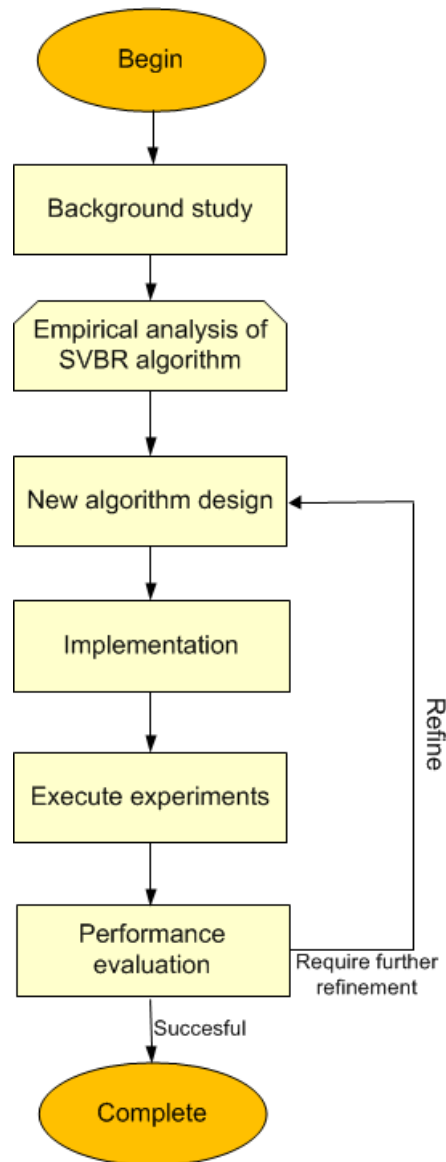 Begin
Background study
Empirical analysis of
SVBR algorithm
New algorithm design
Implementation
Refine
Execute experiments
Performance
evaluation
Require further
refinement
Succesful
Complete